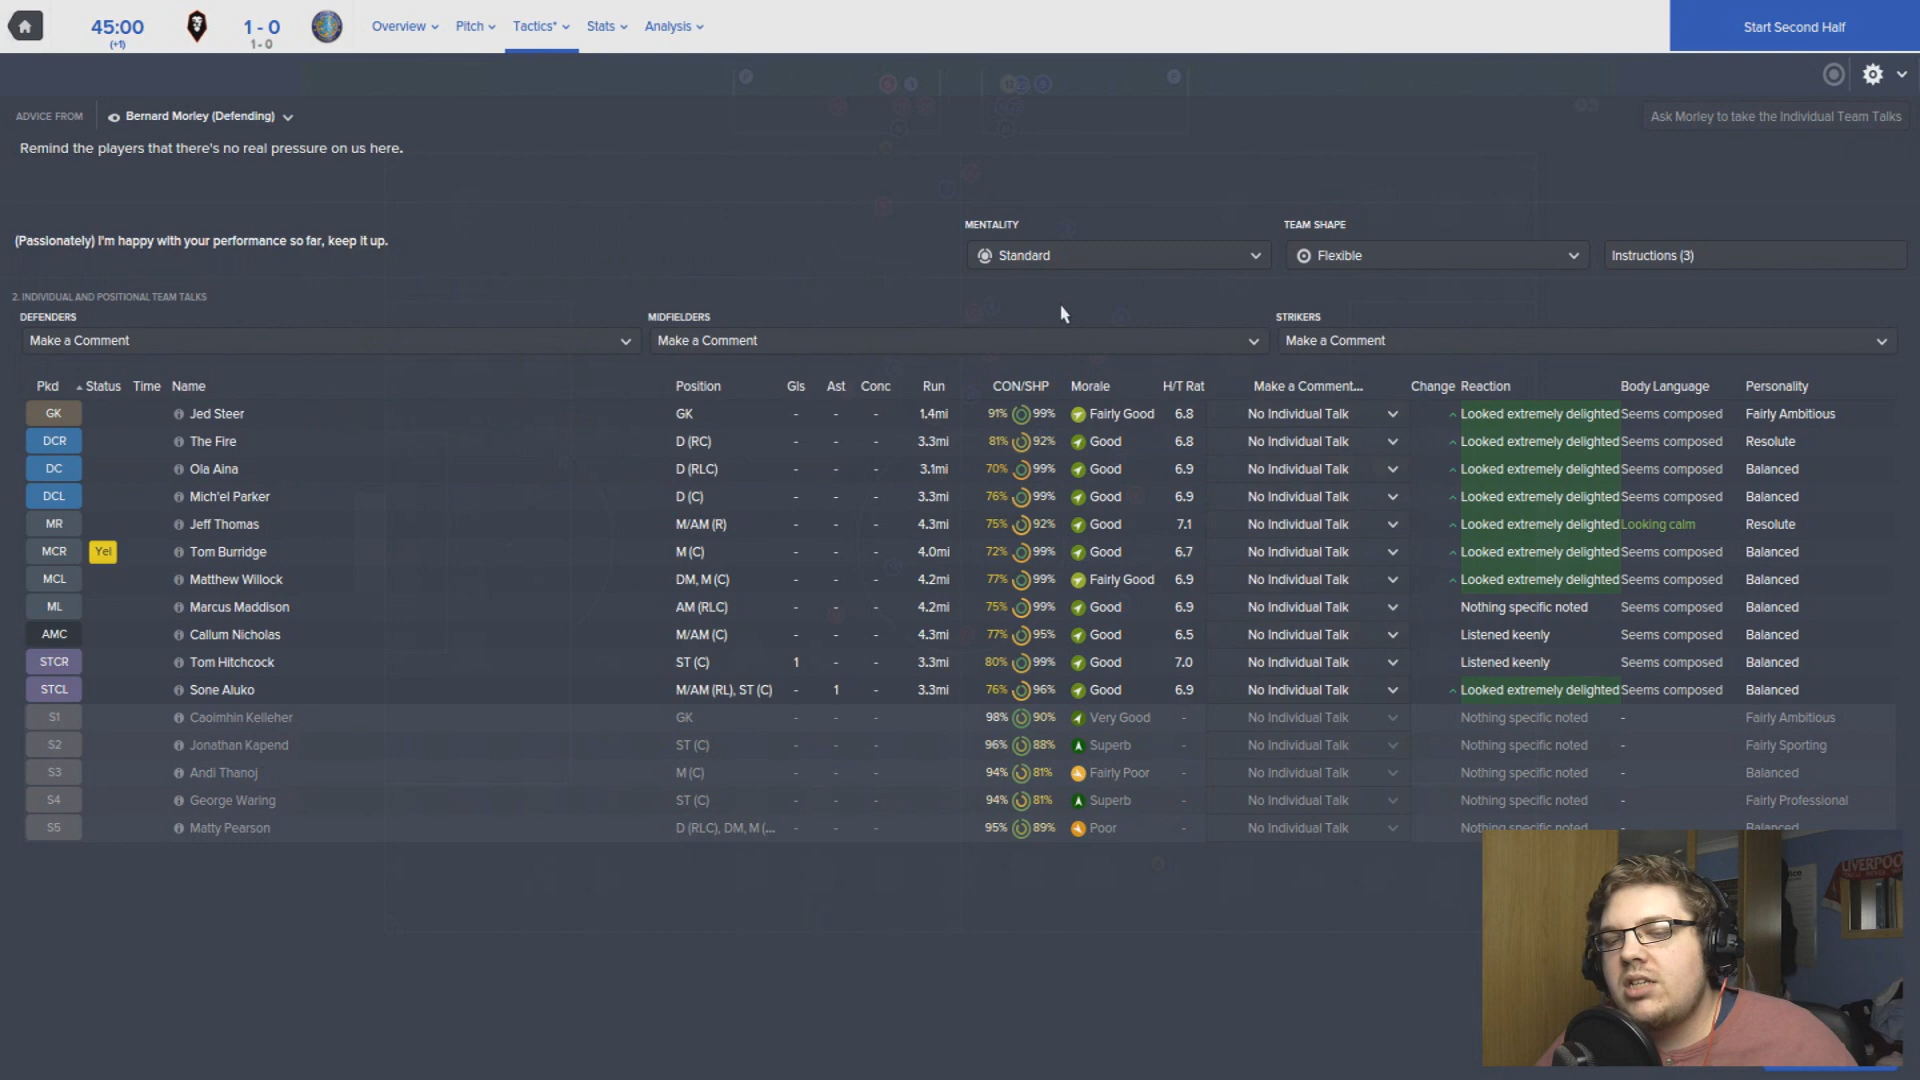 45:00
(+1)
1 - 0
1 - 0
Overview
Pitch
Tactics*
Stats
Analysis
Start Second Half
ADVICE FROM
Bernard Morley (Defending)
Ask Morley to take the Individual Team Talks
Remind the players that there's no real pressure on us here.
MENTALITY
TEAM SHAPE
(Passionately) I'm happy with your performance so far, keep it up.
Standard
Flexible
Instructions (3)
2. INDIVIDUAL AND POSITIONAL TEAM TALKS
DEFENDERS
MIDFIELDERS
STRIKERS
Make a Comment
Make a Comment
Make a Comment
Pkd Status Time Name Position Gls Ast Conc Run CON/SHP Morale H/T Rat Make a Comment... Change Reaction Body Language Personality
GK Jed Steer GK - - - 1.4mi 91% 99% Fairly Good 6.8 No Individual Talk Looked extremely delighted Seems composed Fairly Ambitious
DCR The Fire D (RC) - - - 3.3mi 81% 92% Good 6.8 No Individual Talk Looked extremely delighted Seems composed Resolute
DC Ola Aina D (RLC) - - - 3.1mi 70% 99% Good 6.9 No Individual Talk Looked extremely delighted Seems composed Balanced
DCL Mich'el Parker D (C) - - - 3.3mi 76% 99% Good 6.9 No Individual Talk Looked extremely delighted Seems composed Balanced
MR Jeff Thomas M/AM (R) - - - 4.3mi 75% 92% Good 7.1 No Individual Talk Looked extremely delighted Looking calm Resolute
MCR Yel Tom Burridge M (C) - - - 4.0mi 72% 99% Good 6.7 No Individual Talk Looked extremely delighted Seems composed Balanced
MCL Matthew Willock DM, M (C) - - - 4.2mi 77% 99% Fairly Good 6.9 No Individual Talk Looked extremely delighted Seems composed Balanced
ML Marcus Maddison AM (RLC) - - - 4.2mi 75% 99% Good 6.9 No Individual Talk Nothing specific noted Seems composed Balanced
AMC Callum Nicholas M/AM (C) - - - 4.3mi 77% 95% Good 6.5 No Individual Talk Listened keenly Seems composed Balanced
STCR Tom Hitchcock ST (C) 1 - - 3.3mi 80% 99% Good 7.0 No Individual Talk Listened keenly Seems composed Balanced
STCL Sone Aluko M/AM (RL), ST (C) - 1 - 3.3mi 76% 96% Good 6.9 No Individual Talk Looked extremely delighted Seems composed Balanced
S1 Caoimhin Kelleher GK - - - 98% 90% Very Good - No Individual Talk Nothing specific noted - Fairly Ambitious
S2 Jonathan Kapend ST (C) - - - 96% 88% Superb - No Individual Talk Nothing specific noted - Fairly Sporting
S3 Andi Thanoj M (C) - - - 94% 81% Fairly Poor - No Individual Talk Nothing specific noted - Balanced
S4 George Waring ST (C) - - - 94% 81% Superb - No Individual Talk Nothing specific noted - Fairly Professional
S5 Matty Pearson D (RLC), DM, M (... - - - 95% 89% Poor - No Individual Talk Nothing specific noted - Balanced